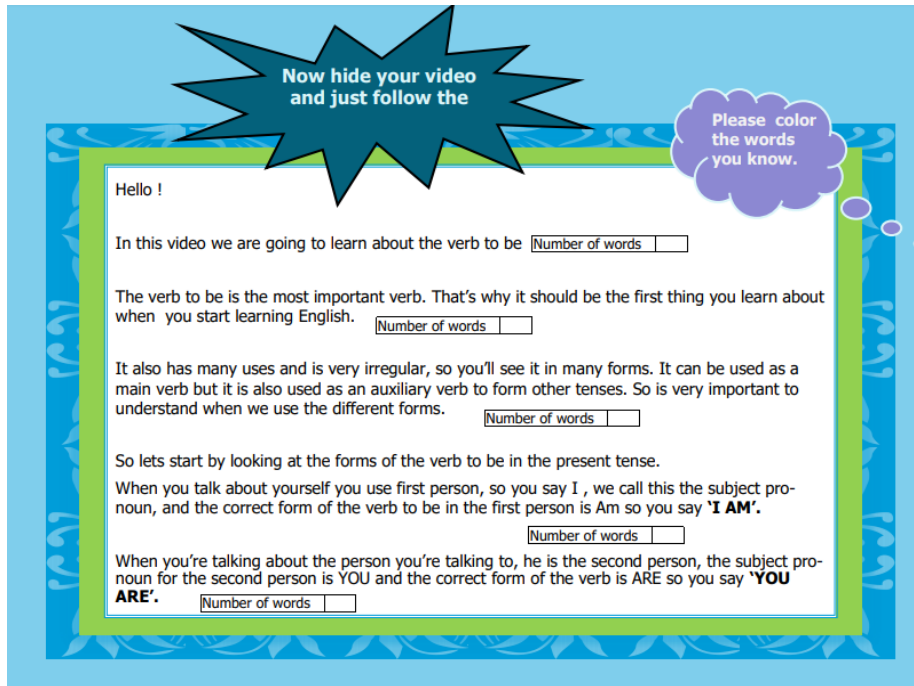 Now hide your video
and just follow the
Please color
the words
you know.
Hello !
In this video we are going to learn about the verb to be Number of words
The verb to be is the most important verb. That’s why it should be the first thing you learn about
when you start learning English. Number of words
It also has many uses and is very irregular, so you’ll see it in many forms. It can be used as a
main verb but it is also used as an auxiliary verb to form other tenses. So is very important to
understand when we use the different forms. Number of words
So lets start by looking at the forms of the verb to be in the present tense.
When you talk about yourself you use first person, so you say I , we call this the subject pro-
noun, and the correct form of the verb to be in the first person is Am so you say ‘I AM’.
Number of words
When you’re talking about the person you’re talking to, he is the second person, the subject pro-
noun for the second person is YOU and the correct form of the verb is ARE so you say ‘YOU
ARE’. Number of words